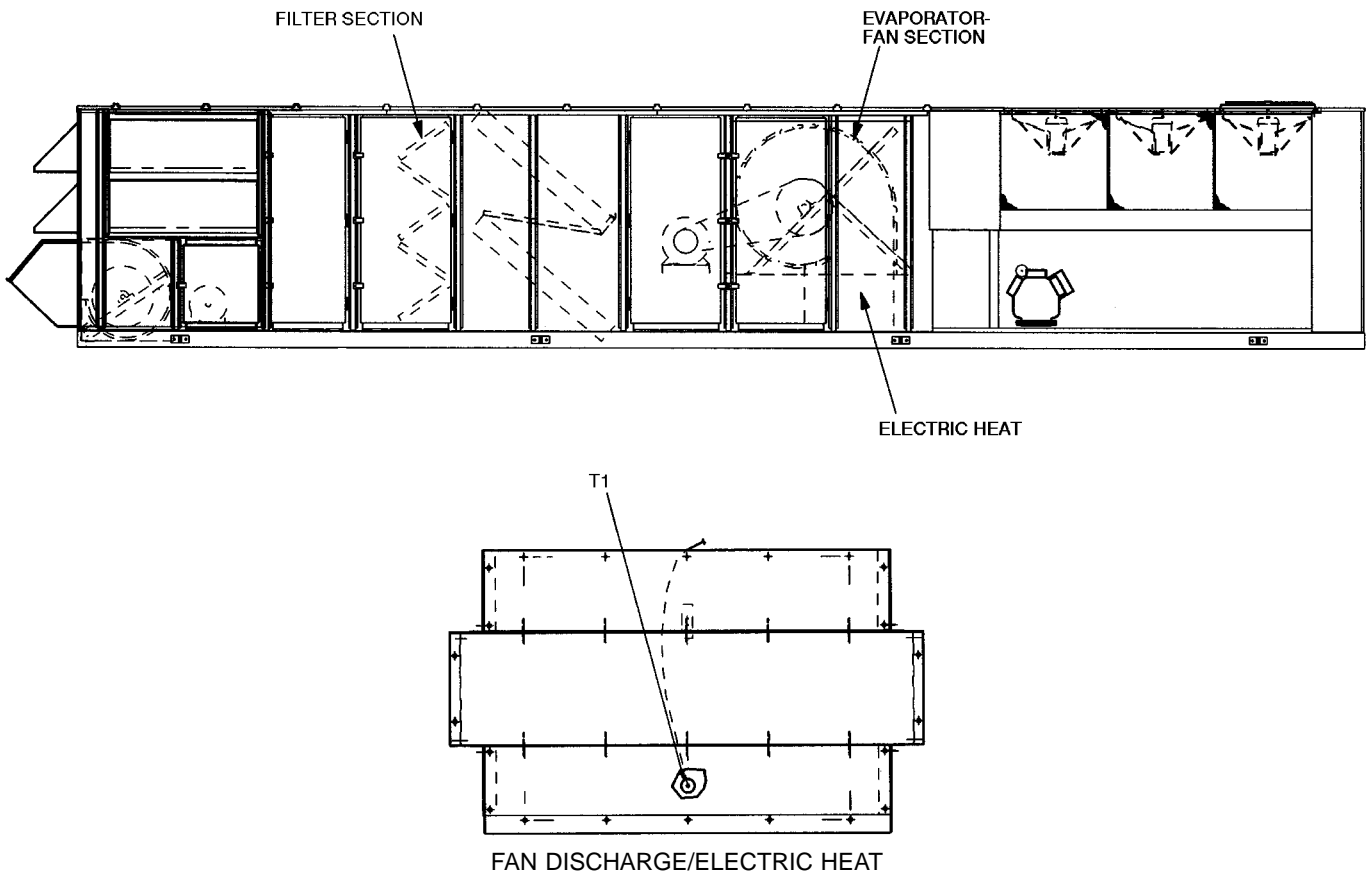 FILTER SECTION
EVAPORATOR-
FAN SECTION
ELECTRIC HEAT
T1
FAN DISCHARGE/ELECTRIC HEAT